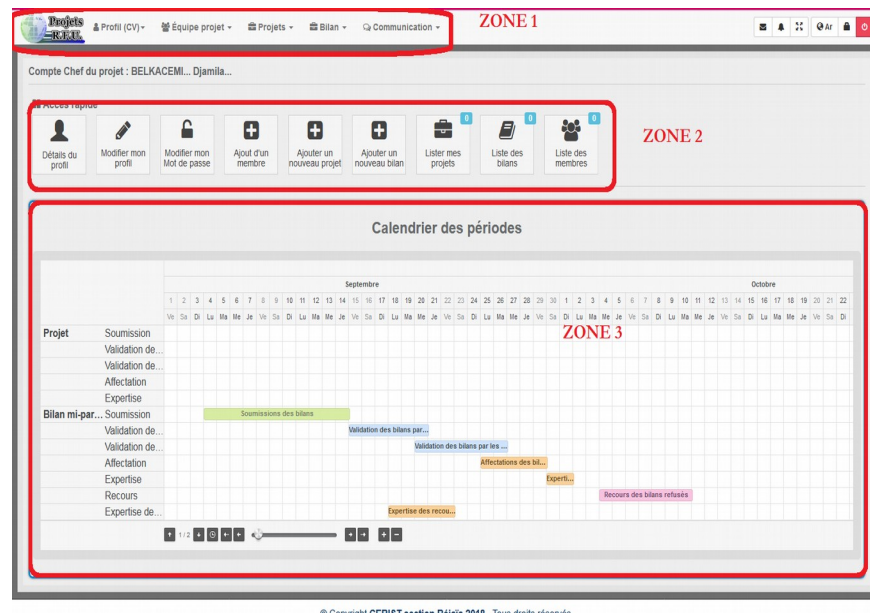 Projets
R.F.U.
Profil (CV)
Équipe projet
Projets
Bilan
Communication
ZONE 1
Ar
Compte Chef du projet : BELKACEMI... Djamila...
Accès rapide
ZONE 2
Détails du profil
Modifier mon profil
Modifier mon Mot de passe
Ajout d'un membre
Ajouter un nouveau projet
Ajouter un nouveau bilan
0
Lister mes projets
0
Liste des bilans
0
Liste des membres
Calendrier des périodes
Septembre Octobre
1 2 3 4 5 6 7 8 9 10 11 12 13 14 15 16 17 18 19 20 21 22 23 24 25 26 27 28 29 30 1 2 3 4 5 6 7 8 9 10 11 12 13 14 15 16 17 18 19 20 21 22
Ve Sa Di Lu Ma Me Je Ve Sa Di Lu Ma Me Je Ve Sa Di Lu Ma Me Je Ve Sa Di Lu Ma Me Je Ve Sa Di Lu Ma Me Je Ve Sa Di Lu Ma Me Je Ve Sa Di Lu Ma Me Je Ve Sa Di
ZONE 3
Projet Soumission
Validation de...
Validation de...
Affectation
Expertise
Bilan mi-par... Soumission Soumissions des bilans
Validation de... Validation des bilans par...
Validation de... Validation des bilans par les ...
Affectation Affectations des bil...
Expertise Experti...
Recours Recours des bilans refusés
Expertise de... Expertise des recou...
1/2